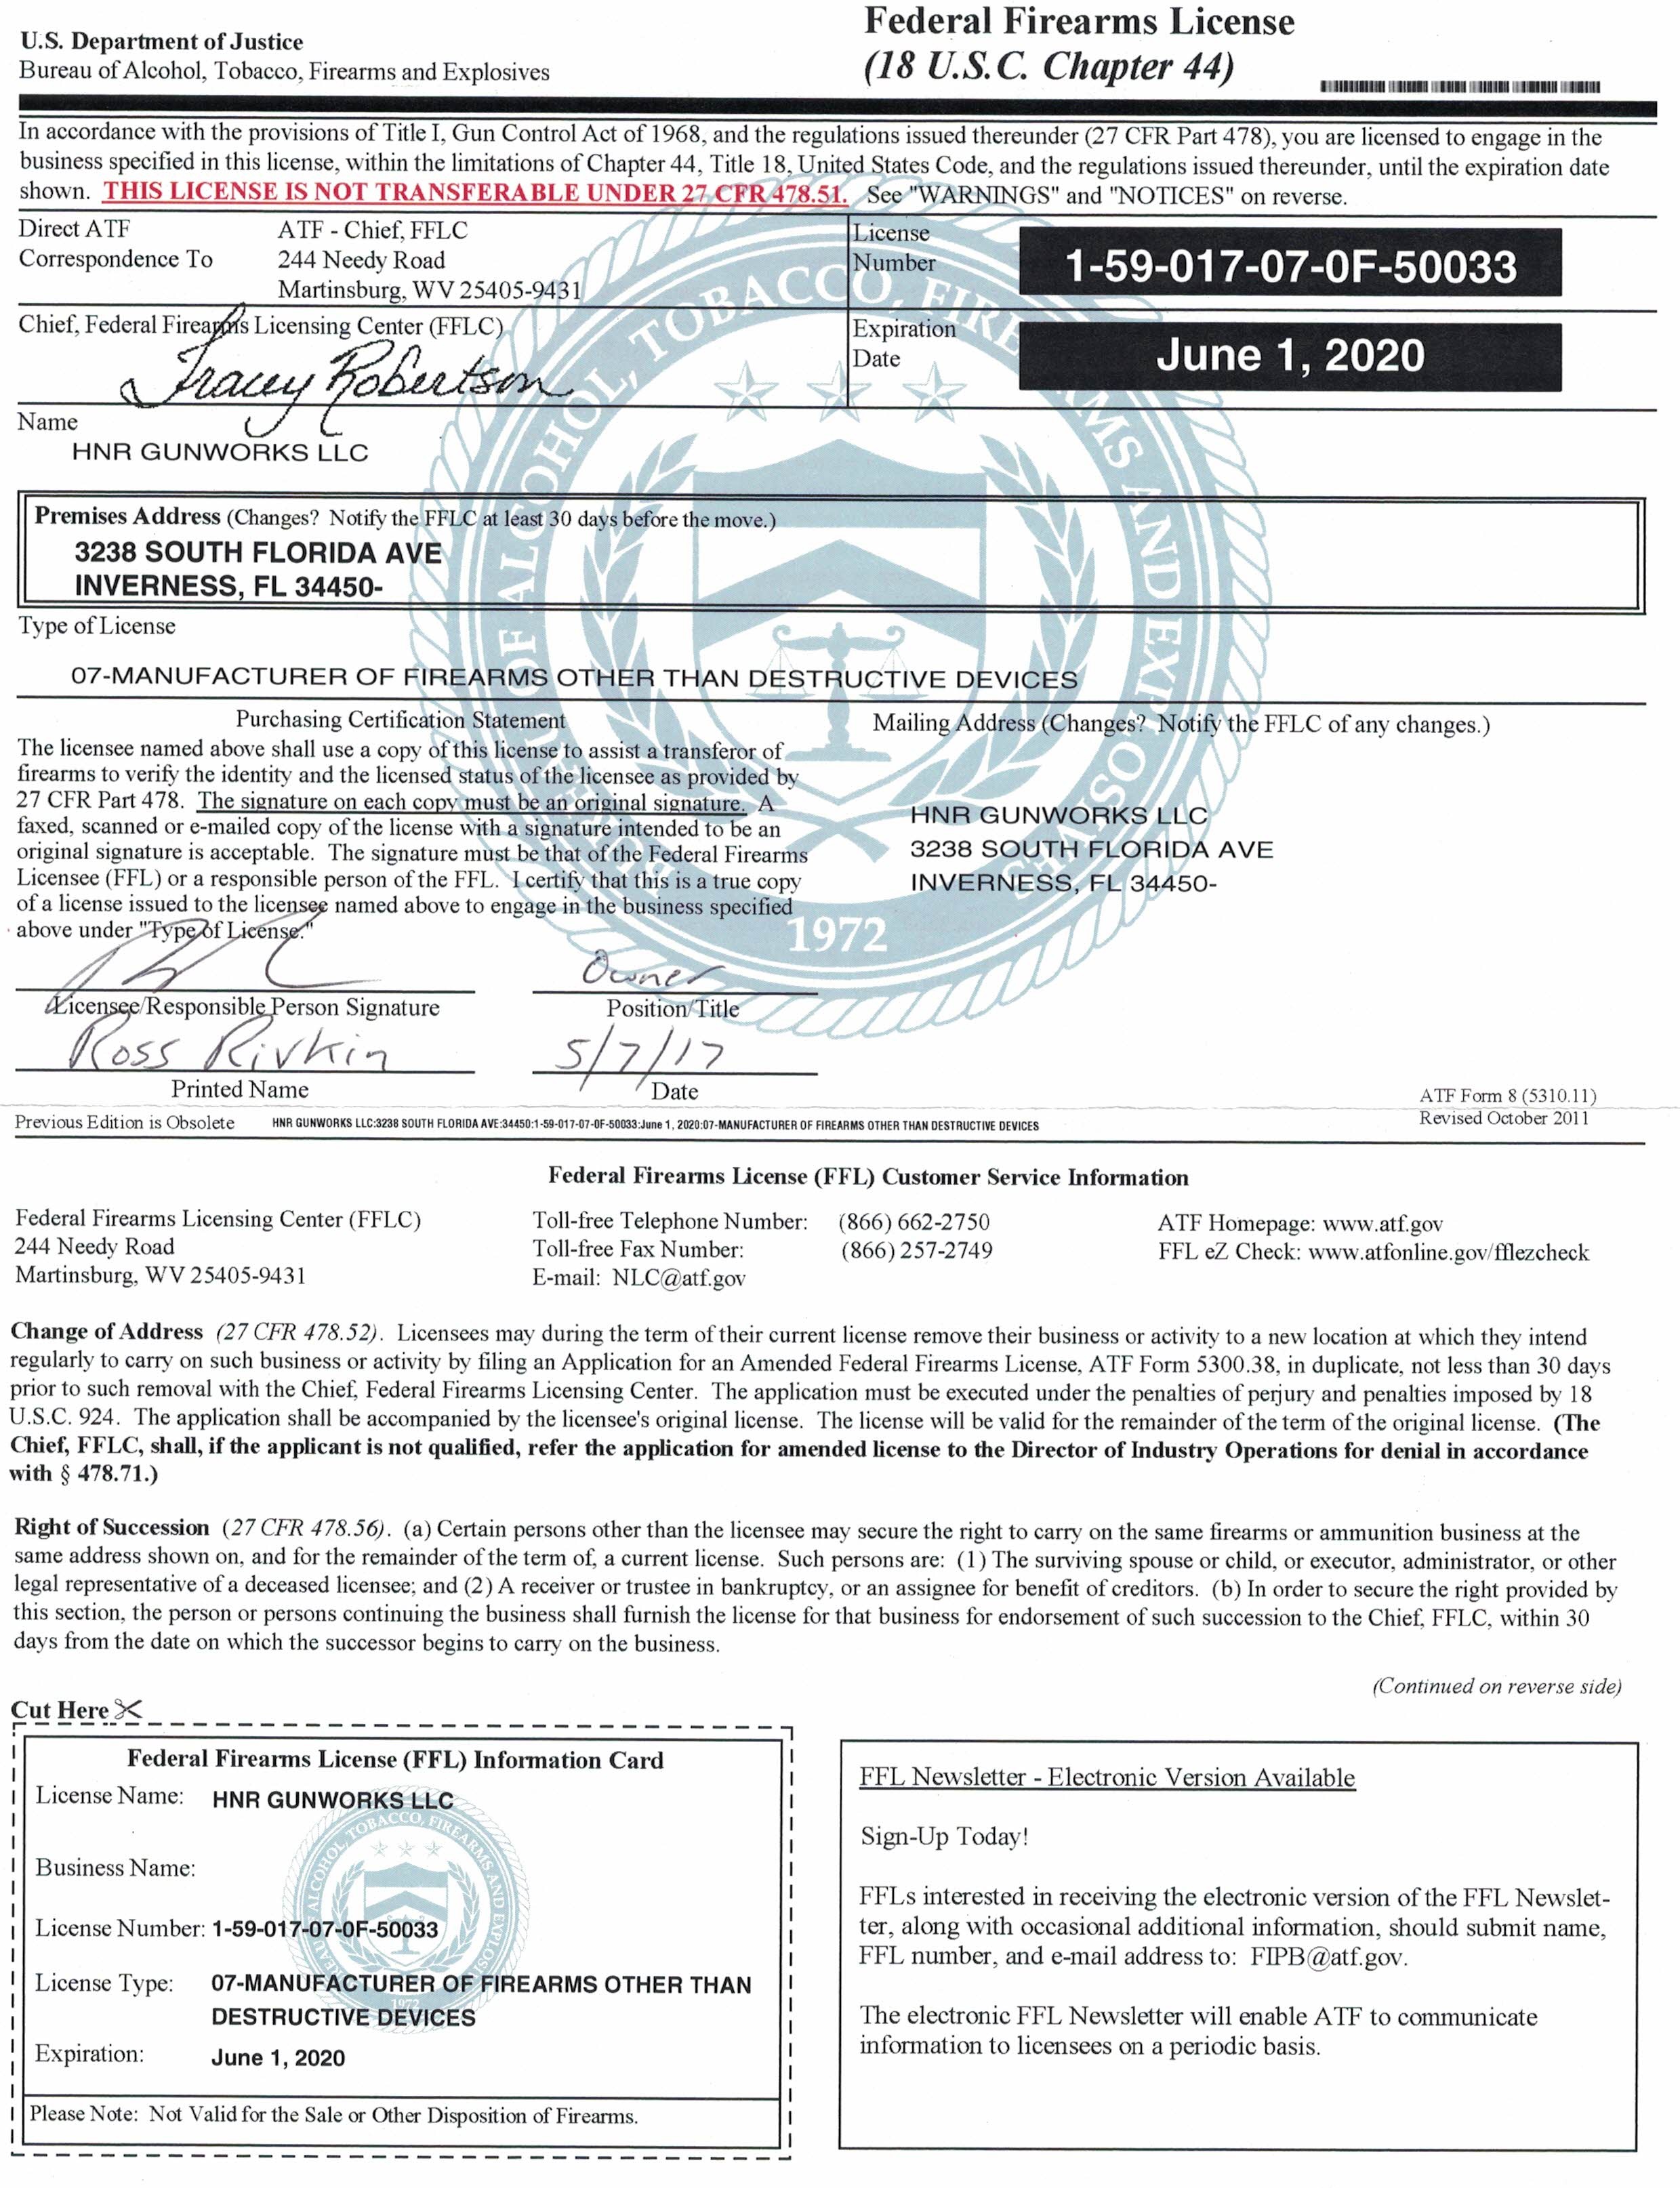 U.S. Department of Justice
Bureau of Alcohol, Tobacco, Firearms and Explosives
Federal Firearms License
(18 U.S.C. Chapter 44)
In accordance with the provisions of Title I, Gun Control Act of 1968, and the regulations issued thereunder (27 CFR Part 478), you are licensed to engage in the
business specified in this license, within the limitations of Chapter 44, Title 18, United States Code, and the regulations issued thereunder, until the expiration date
shown. THIS LICENSE IS NOT TRANSFERABLE UNDER 27 CFR 478.51. See "WARNINGS" and "NOTICES" on reverse.
Direct ATF
Correspondence To
ATF - Chief, FFLC
244 Needy Road
Martinsburg, WV 25405-9431
License
Number
1-59-017-07-0F-50033
Chief, Federal Firearms Licensing Center (FFLC)
Tracey Robertson
Expiration
Date
June 1, 2020
Name
HNR GUNWORKS LLC
Premises Address (Changes? Notify the FFLC at least 30 days before the move.)
3238 SOUTH FLORIDA AVE
INVERNESS, FL 34450-
Type of License
07-MANUFACTURER OF FIREARMS OTHER THAN DESTRUCTIVE DEVICES
Purchasing Certification Statement
The licensee named above shall use a copy of this license to assist a transferor of
firearms to verify the identity and the licensed status of the licensee as provided by
27 CFR Part 478. The signature on each copy must be an original signature. A
faxed, scanned or e-mailed copy of the license with a signature intended to be an
original signature is acceptable. The signature must be that of the Federal Firearms
Licensee (FFL) or a responsible person of the FFL. I certify that this is a true copy
of a license issued to the licensee named above to engage in the business specified
above under "Type of License."
Mailing Address (Changes? Notify the FFLC of any changes.)
HNR GUNWORKS LLC
3238 SOUTH FLORIDA AVE
INVERNESS, FL 34450-
BUREAU OF ALCOHOL, TOBACCO, FIREARMS AND EXPLOSIVES
1972
Owner
Licensee/Responsible Person Signature
Position/Title
Ross Rivkin
5/7/17
Printed Name
Date
ATF Form 8 (5310.11)
Revised October 2011
Previous Edition is Obsolete
HNR GUNWORKS LLC:3238 SOUTH FLORIDA AVE:34450:1-59-017-07-0F-50033:June 1, 2020:07-MANUFACTURER OF FIREARMS OTHER THAN DESTRUCTIVE DEVICES
Federal Firearms License (FFL) Customer Service Information
Federal Firearms Licensing Center (FFLC)
244 Needy Road
Martinsburg, WV 25405-9431
Toll-free Telephone Number: (866) 662-2750
Toll-free Fax Number: (866) 257-2749
E-mail: NLC@atf.gov
ATF Homepage: www.atf.gov
FFL eZ Check: www.atfonline.gov/fflezcheck
Change of Address (27 CFR 478.52). Licensees may during the term of their current license remove their business or activity to a new location at which they intend
regularly to carry on such business or activity by filing an Application for an Amended Federal Firearms License, ATF Form 5300.38, in duplicate, not less than 30 days
prior to such removal with the Chief, Federal Firearms Licensing Center. The application must be executed under the penalties of perjury and penalties imposed by 18
U.S.C. 924. The application shall be accompanied by the licensee's original license. The license will be valid for the remainder of the term of the original license. (The
Chief, FFLC, shall, if the applicant is not qualified, refer the application for amended license to the Director of Industry Operations for denial in accordance
with § 478.71.)
Right of Succession (27 CFR 478.56). (a) Certain persons other than the licensee may secure the right to carry on the same firearms or ammunition business at the
same address shown on, and for the remainder of the term of, a current license. Such persons are: (1) The surviving spouse or child, or executor, administrator, or other
legal representative of a deceased licensee; and (2) A receiver or trustee in bankruptcy, or an assignee for benefit of creditors. (b) In order to secure the right provided by
this section, the person or persons continuing the business shall furnish the license for that business for endorsement of such succession to the Chief, FFLC, within 30
days from the date on which the successor begins to carry on the business.
(Continued on reverse side)
Cut Here
Federal Firearms License (FFL) Information Card
License Name: HNR GUNWORKS LLC
Business Name:
License Number: 1-59-017-07-0F-50033
License Type: 07-MANUFACTURER OF FIREARMS OTHER THAN
DESTRUCTIVE DEVICES
Expiration: June 1, 2020
Please Note: Not Valid for the Sale or Other Disposition of Firearms.
FFL Newsletter - Electronic Version Available
Sign-Up Today!
FFLs interested in receiving the electronic version of the FFL Newslet-
ter, along with occasional additional information, should submit name,
FFL number, and e-mail address to: FIPB@atf.gov.
The electronic FFL Newsletter will enable ATF to communicate
information to licensees on a periodic basis.